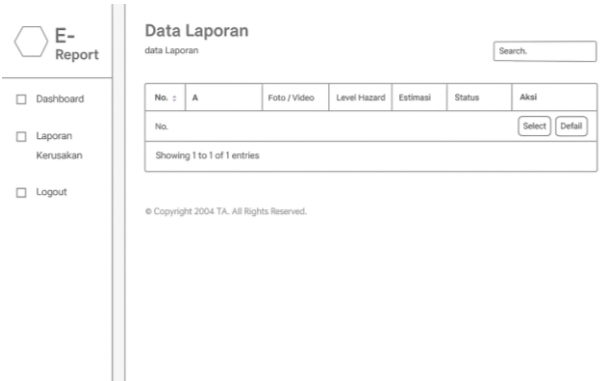 E-
Report
Dashboard
Laporan
Kerusakan
Logout
Data Laporan
data Laporan
Search.
No. A Foto / Video Level Hazard Estimasi Status Aksi
No. Select Defail
Showing 1 to 1 of 1 entries
© Copyright 2004 TA. All Rights Reserved.